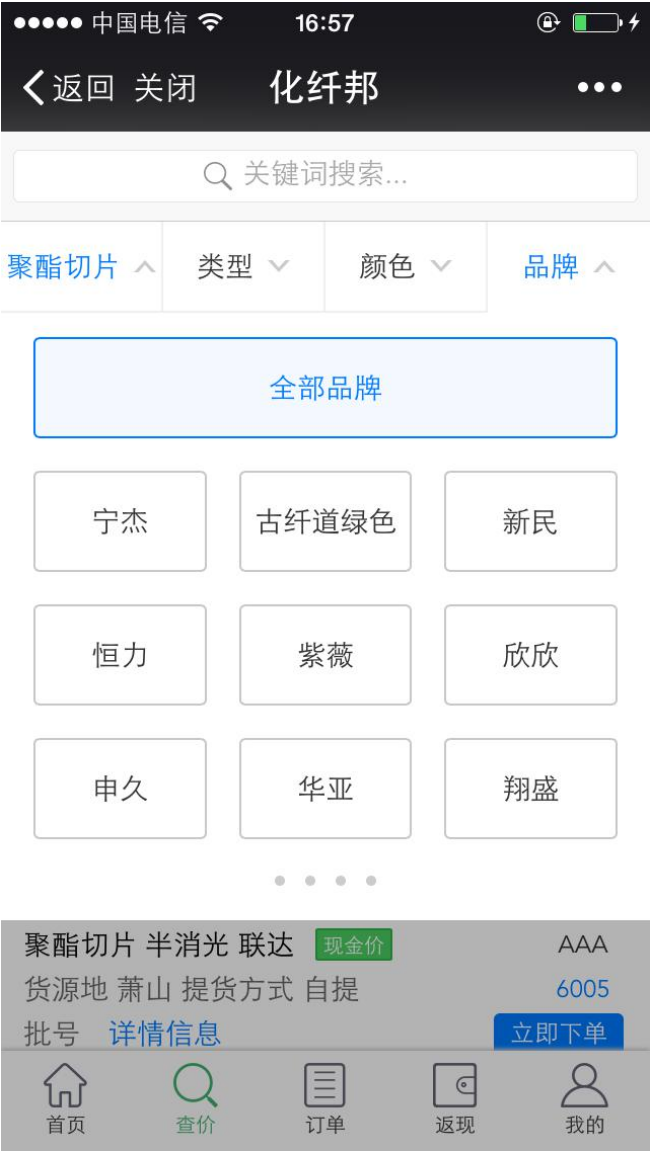 中国电信 16:57
返回 关闭 化纤邦
关键词搜索...
聚酯切片 类型 颜色 品牌
全部品牌
宁杰 古纤道绿色 新民
恒力 紫薇 欣欣
申久 华亚 翔盛
聚酯切片 半消光 联达 现金价 AAA
货源地 萧山 提货方式 自提 6005
批号 详情信息 立即下单
首页 查价 订单 返现 我的